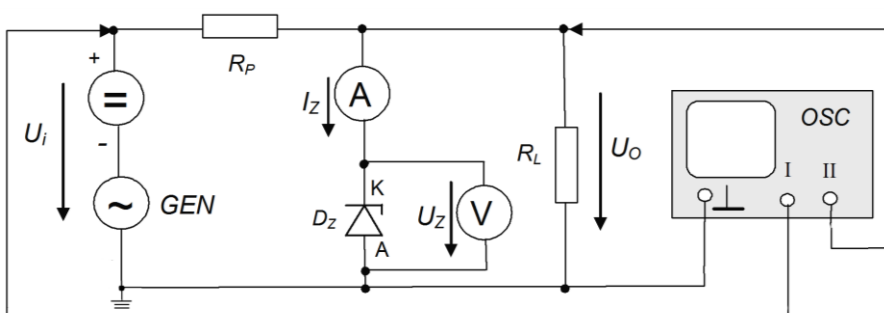 +
R_P
I_Z
A
OSC
=
U_i
R_L
U_O
-
I
II
K
~
GEN
D_Z
U_Z
V
A